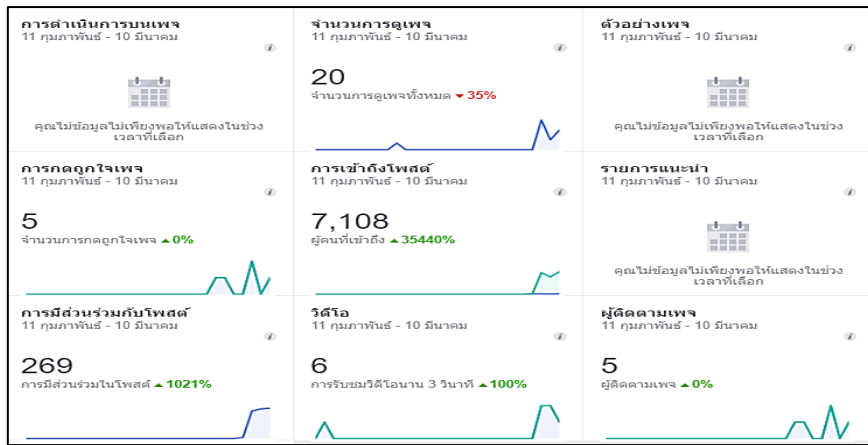 การดำเนินการบนเพจ
11 กุมภาพันธ์ - 10 มีนาคม
คุณไม่ข้อมูลไม่เพียงพอให้แสดงในช่วง
เวลาที่เลือก
จำนวนการดูเพจ
11 กุมภาพันธ์ - 10 มีนาคม
20
จำนวนการดูเพจทั้งหมด ▼ 35%
ตัวอย่างเพจ
11 กุมภาพันธ์ - 10 มีนาคม
คุณไม่ข้อมูลไม่เพียงพอให้แสดงในช่วง
เวลาที่เลือก
การกดถูกใจเพจ
11 กุมภาพันธ์ - 10 มีนาคม
5
จำนวนการกดถูกใจเพจ ▲ 0%
การเข้าถึงโพสต์
11 กุมภาพันธ์ - 10 มีนาคม
7,108
ผู้คนที่เข้าถึง ▲ 35440%
รายการแนะนำ
11 กุมภาพันธ์ - 10 มีนาคม
คุณไม่ข้อมูลไม่เพียงพอให้แสดงในช่วง
เวลาที่เลือก
การมีส่วนร่วมกับโพสต์
11 กุมภาพันธ์ - 10 มีนาคม
269
การมีส่วนร่วมในโพสต์ ▲ 1021%
วิดีโอ
11 กุมภาพันธ์ - 10 มีนาคม
6
การรับชมวิดีโอนาน 3 วินาที ▲ 100%
ผู้ติดตามเพจ
11 กุมภาพันธ์ - 10 มีนาคม
5
ผู้ติดตามเพจ ▲ 0%